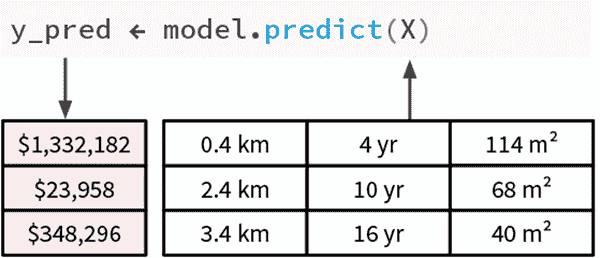 y_pred ← model.predict(X)
$1,332,182 0.4 km 4 yr 114 m²
$23,958 2.4 km 10 yr 68 m²
$348,296 3.4 km 16 yr 40 m²